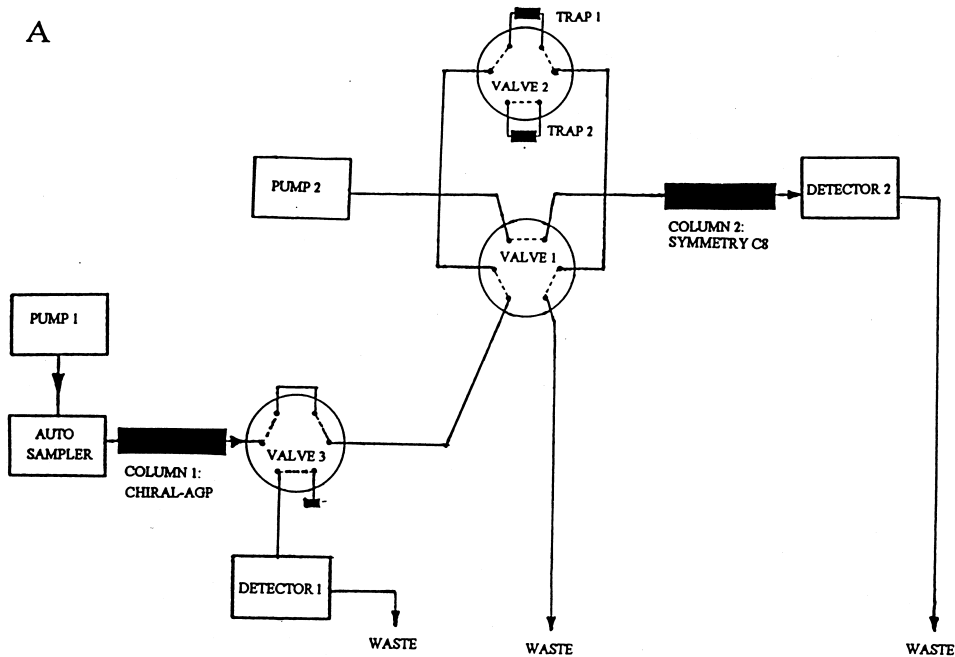 A
TRAP 1
VALVE 2
TRAP 2
PUMP 2
DETECTOR 2
COLUMN 2:
SYMMETRY C8
VALVE 1
PUMP 1
AUTO
SAMPLER
VALVE 3
COLUMN 1:
CHIRAL-AGP
DETECTOR 1
WASTE
WASTE
WASTE